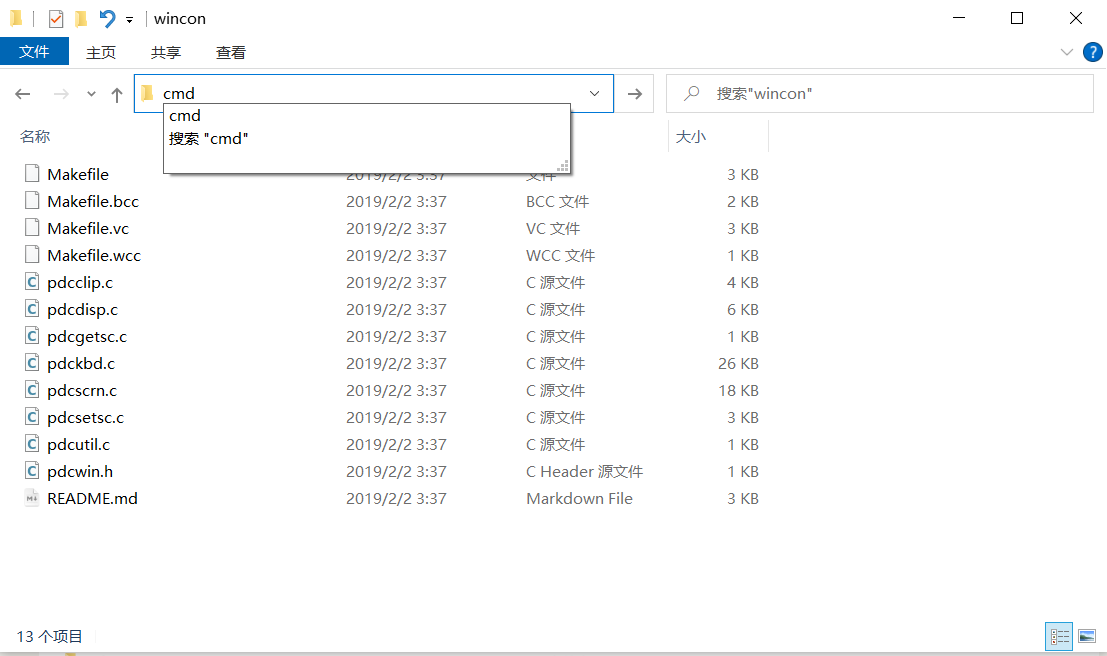 wincon
文件 主页 共享 查看
cmd 搜索"wincon"
cmd
搜索 "cmd"
名称 大小
Makefile 2019/2/2 3:37 文件 3 KB
Makefile.bcc 2019/2/2 3:37 BCC 文件 2 KB
Makefile.vc 2019/2/2 3:37 VC 文件 3 KB
Makefile.wcc 2019/2/2 3:37 WCC 文件 1 KB
pdcclip.c 2019/2/2 3:37 C 源文件 4 KB
pdcdisp.c 2019/2/2 3:37 C 源文件 6 KB
pdcgetsc.c 2019/2/2 3:37 C 源文件 1 KB
pdckbd.c 2019/2/2 3:37 C 源文件 26 KB
pdcscrn.c 2019/2/2 3:37 C 源文件 18 KB
pdcsetsc.c 2019/2/2 3:37 C 源文件 3 KB
pdcutil.c 2019/2/2 3:37 C 源文件 1 KB
pdcwin.h 2019/2/2 3:37 C Header 源文件 1 KB
README.md 2019/2/2 3:37 Markdown File 3 KB
13 个项目